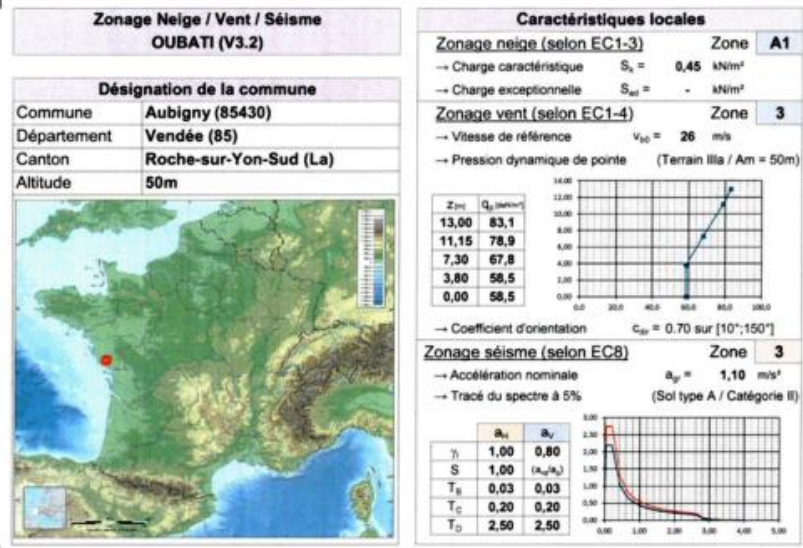 Zonage Neige / Vent / Séisme
OUBATI (V3.2)
Désignation de la commune
Commune Aubigny (85430)
Département Vendée (85)
Canton Roche-sur-Yon-Sud (La)
Altitude 50m
Caractéristiques locales
Zonage neige (selon EC1-3) Zone A1
→ Charge caractéristique Sk = 0,45 kN/m²
→ Charge exceptionnelle Sad = - kN/m²
Zonage vent (selon EC1-4) Zone 3
→ Vitesse de référence vb0 = 26 m/s
→ Pression dynamique de pointe (Terrain IIIa / Am = 50m)
z [m] qp [daN/m²]
13,00 83,1
11,15 78,9
7,30 67,8
3,80 58,5
0,00 58,5
14,00
12,00
10,00
8,00
6,00
4,00
2,00
0,00
0,0 20,0 40,0 60,0 80,0 100,0
→ Coefficient d'orientation cdir = 0.70 sur [10°;150°]
Zonage séisme (selon EC8) Zone 3
→ Accélération nominale agr = 1,10 m/s²
→ Tracé du spectre à 5% (Sol type A / Catégorie II)
aH aV
γI 1,00 0,80
S 1,00 (avg/ag)
TB 0,03 0,03
TC 0,20 0,20
TD 2,50 2,50
3,00
2,50
2,00
1,50
1,00
0,50
0,00
0,00 1,00 2,00 3,00 4,00 5,00